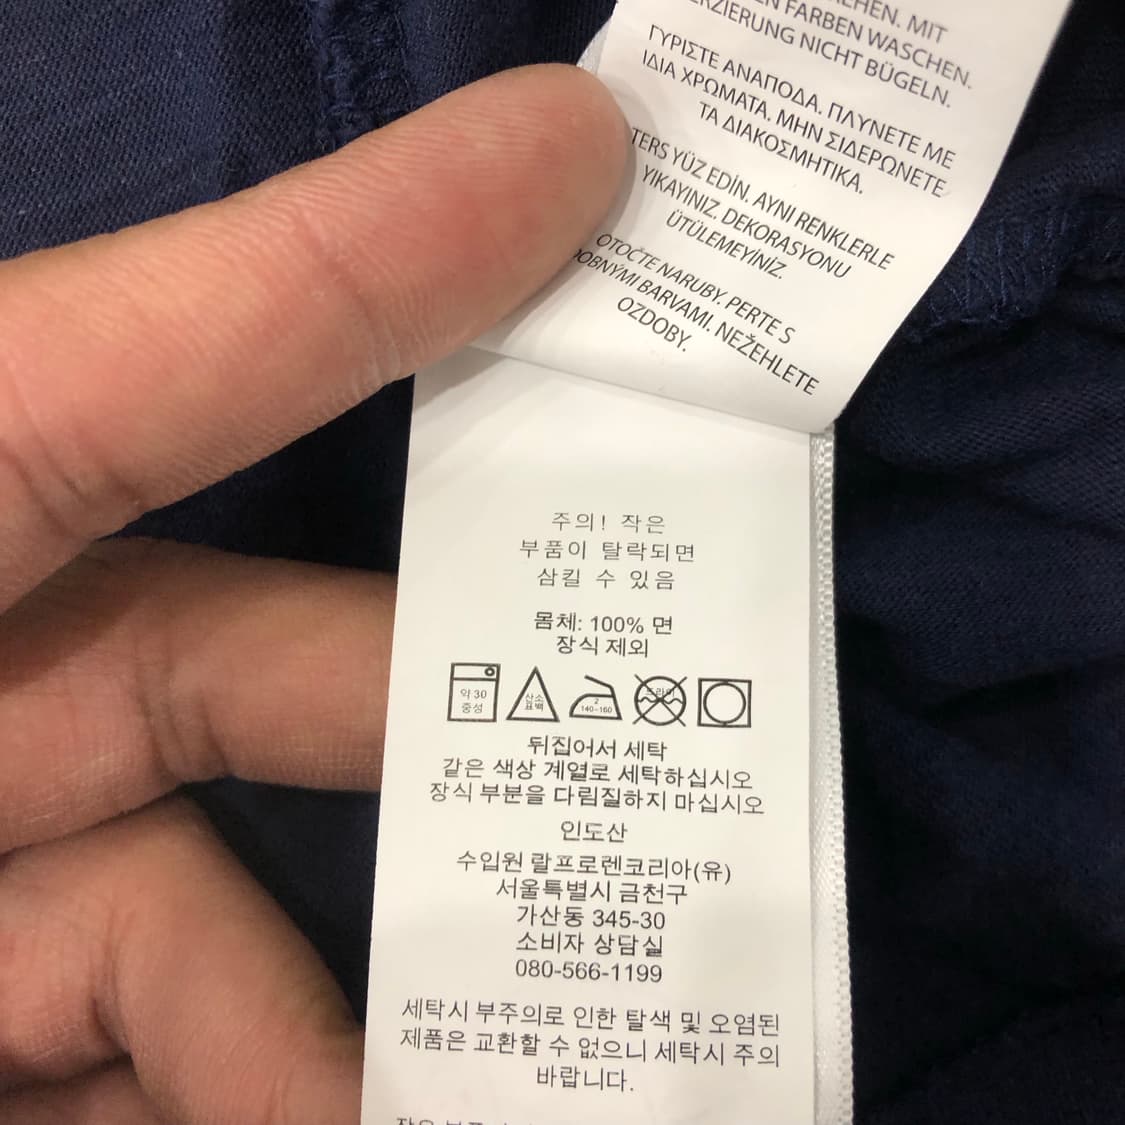 MIT
FARBEN WASCHEN.
NICHT BÜGELN.
ΓΥΡΙΣΤΕ ΑΝΑΠΟΔΑ. ΠΛΥΝΕΤΕ ΜΕ
ΙΔΙΑ ΧΡΩΜΑΤΑ. ΜΗΝ ΣΙΔΕΡΩΝΕΤΕ
ΤΑ ΔΙΑΚΟΣΜΗΤΙΚΑ.
TERS YÜZ EDİN. AYNI RENKLERLE
YIKAYINIZ. DEKORASYONU
ÜTÜLEMEYİNİZ.
OTOČTE NARUBY. PERTE S
BARVAMI. NEŽEHLETE
OZDOBY.
주의! 작은
부품이 탈락되면
삼킬 수 있음
몸체: 100% 면
장식 제외
약 30
중성
산소
표백
2
140~160
드라이
뒤집어서 세탁
같은 색상 계열로 세탁하십시오
장식 부분을 다림질하지 마십시오
인도산
수입원 랄프로렌코리아(유)
서울특별시 금천구
가산동 345-30
소비자 상담실
080-566-1199
세탁시 부주의로 인한 탈색 및 오염된
제품은 교환할 수 없으니 세탁시 주의
바랍니다.